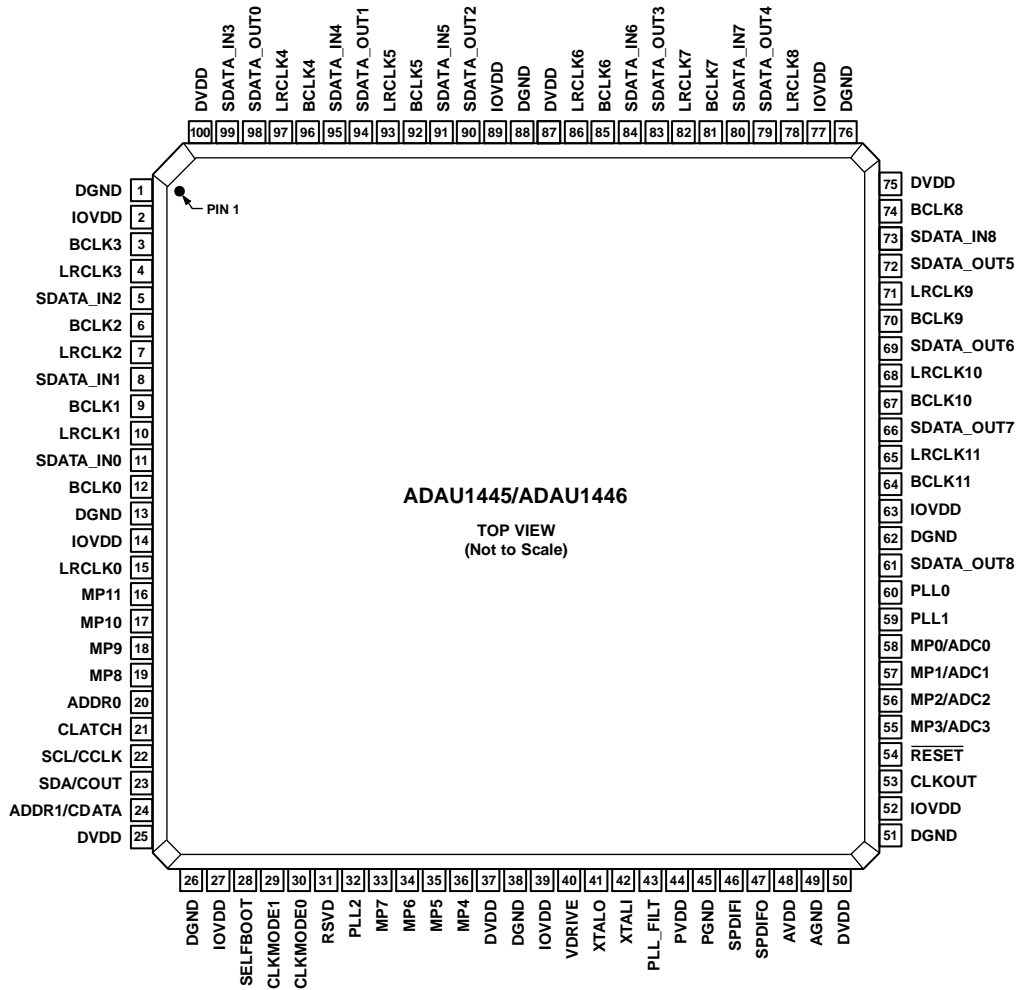 DVDD
SDATA_IN3
SDATA_OUT0
LRCLK4
BCLK4
SDATA_IN4
SDATA_OUT1
LRCLK5
BCLK5
SDATA_IN5
SDATA_OUT2
IOVDD
DGND
DVDD
LRCLK6
BCLK6
SDATA_IN6
SDATA_OUT3
LRCLK7
BCLK7
SDATA_IN7
SDATA_OUT4
LRCLK8
IOVDD
DGND
100 99 98 97 96 95 94 93 92 91 90 89 88 87 86 85 84 83 82 81 80 79 78 77 76
DGND 1
IOVDD 2
BCLK3 3
LRCLK3 4
SDATA_IN2 5
BCLK2 6
LRCLK2 7
SDATA_IN1 8
BCLK1 9
LRCLK1 10
SDATA_IN0 11
BCLK0 12
DGND 13
IOVDD 14
LRCLK0 15
MP11 16
MP10 17
MP9 18
MP8 19
ADDR0 20
CLATCH 21
SCL/CCLK 22
SDA/COUT 23
ADDR1/CDATA 24
DVDD 25
PIN 1
ADAU1445/ADAU1446
TOP VIEW
(Not to Scale)
75 DVDD
74 BCLK8
73 SDATA_IN8
72 SDATA_OUT5
71 LRCLK9
70 BCLK9
69 SDATA_OUT6
68 LRCLK10
67 BCLK10
66 SDATA_OUT7
65 LRCLK11
64 BCLK11
63 IOVDD
62 DGND
61 SDATA_OUT8
60 PLL0
59 PLL1
58 MP0/ADC0
57 MP1/ADC1
56 MP2/ADC2
55 MP3/ADC3
54 RESET
53 CLKOUT
52 IOVDD
51 DGND
26 27 28 29 30 31 32 33 34 35 36 37 38 39 40 41 42 43 44 45 46 47 48 49 50
DGND
IOVDD
SELFBOOT
CLKMODE1
CLKMODE0
RSVD
PLL2
MP7
MP6
MP5
MP4
DVDD
DGND
IOVDD
VDRIVE
XTALO
XTALI
PLL_FILT
PVDD
PGND
SPDIFI
SPDIFO
AVDD
AGND
DVDD